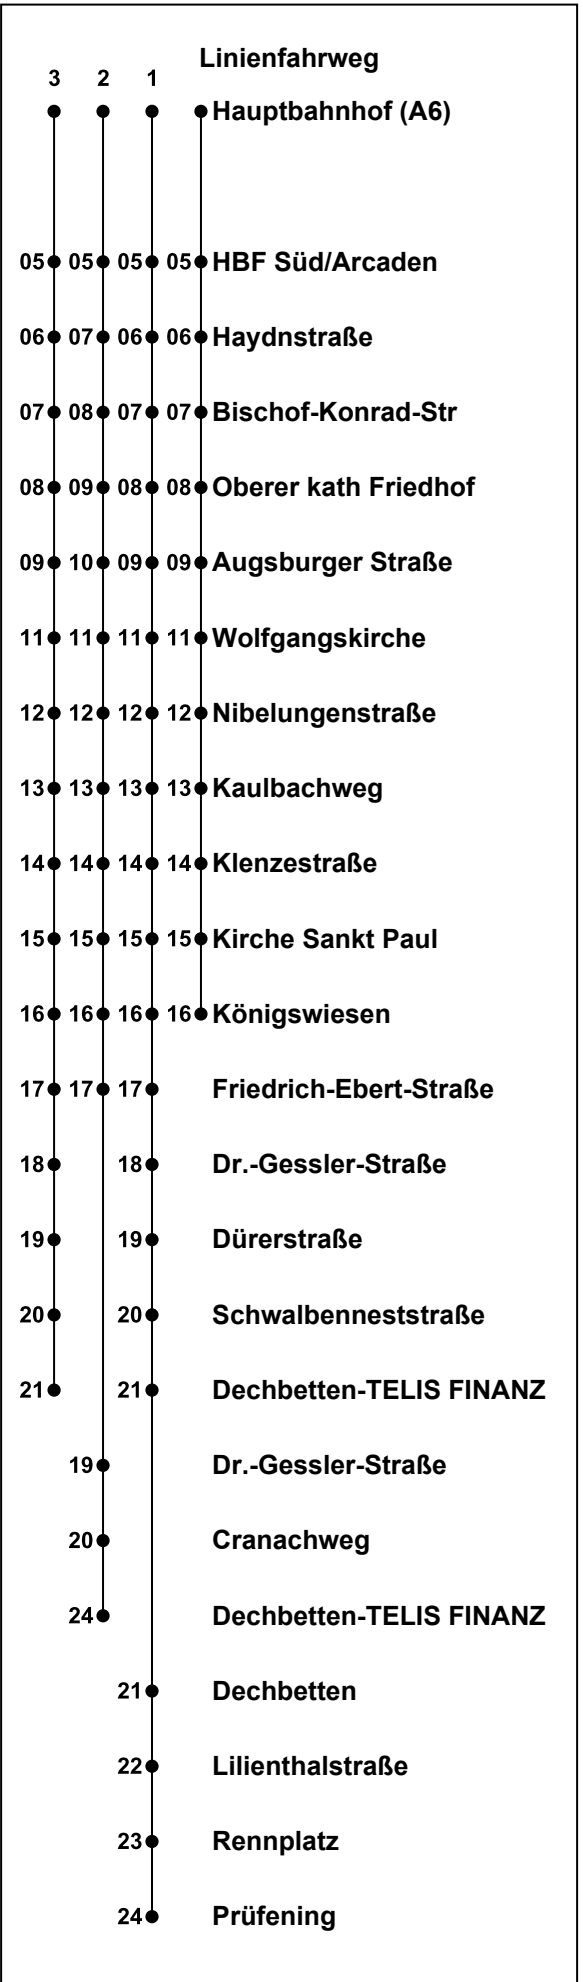 Linienfahrweg
3 2 1
Hauptbahnhof (A6)
05 05 05 05 HBF Süd/Arcaden
06 07 06 06 Haydnstraße
07 08 07 07 Bischof-Konrad-Str
08 09 08 08 Oberer kath Friedhof
09 10 09 09 Augsburger Straße
11 11 11 11 Wolfgangskirche
12 12 12 12 Nibelungenstraße
13 13 13 13 Kaulbachweg
14 14 14 14 Klenzestraße
15 15 15 15 Kirche Sankt Paul
16 16 16 16 Königswiesen
17 17 17 Friedrich-Ebert-Straße
18 18 Dr.-Gessler-Straße
19 19 Dürerstraße
20 20 Schwalbenneststraße
21 21 Dechbetten-TELIS FINANZ
19 Dr.-Gessler-Straße
20 Cranachweg
24 Dechbetten-TELIS FINANZ
21 Dechbetten
22 Lilienthalstraße
23 Rennplatz
24 Prüfening